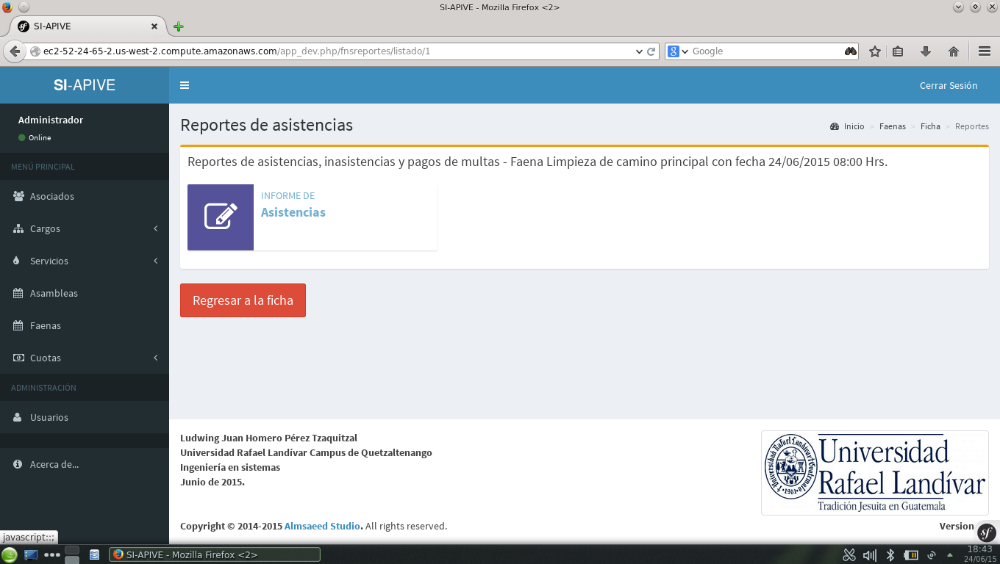 SI-APIVE - Mozilla Firefox <2>
SI-APIVE
ec2-52-24-65-2.us-west-2.compute.amazonaws.com/app_dev.php/fnsreportes/listado/1
Google
SI-APIVE
Cerrar Sesión
Administrador
Online
MENÚ PRINCIPAL
Asociados
Cargos
Servicios
Asambleas
Faenas
Cuotas
ADMINISTRACIÓN
Usuarios
Acerca de...
Reportes de asistencias
Inicio > Faenas > Ficha > Reportes
Reportes de asistencias, inasistencias y pagos de multas - Faena Limpieza de camino principal con fecha 24/06/2015 08:00 Hrs.
INFORME DE
Asistencias
Regresar a la ficha
Ludwing Juan Homero Pérez Tzaquitzal
Universidad Rafael Landívar Campus de Quetzaltenango
Ingeniería en sistemas
Junio de 2015.
Universidad
Rafael Landívar
Tradición Jesuita en Guatemala
Copyright © 2014-2015 Almsaeed Studio. All rights reserved.
Version
javascript::;
SI-APIVE - Mozilla Firefox <2>
18:43
24/06/15